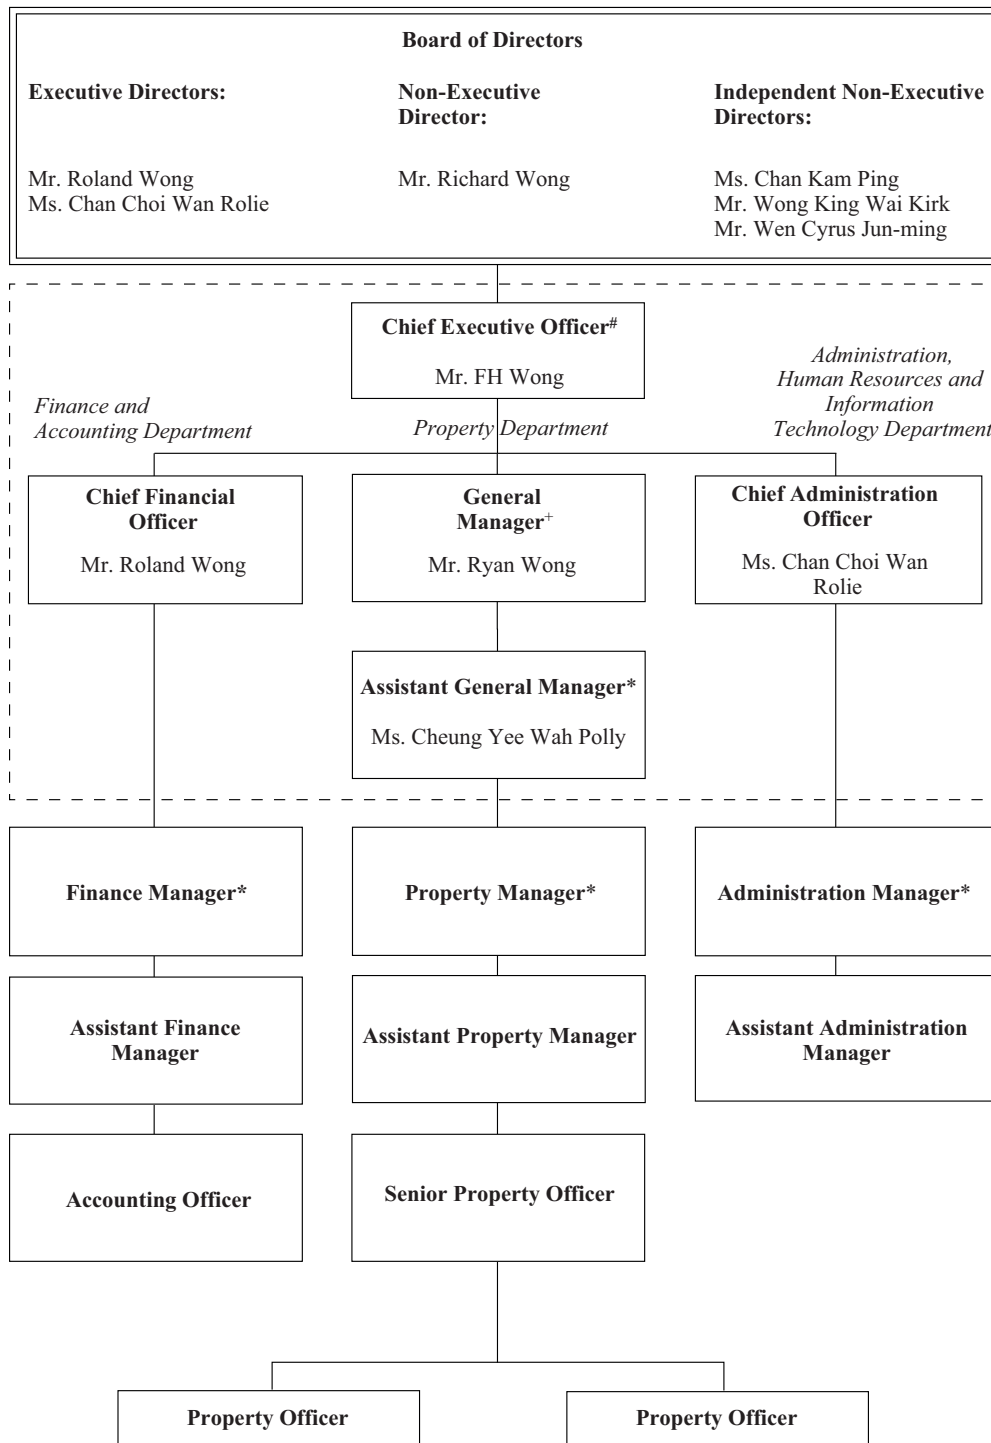 Board of Directors
Executive Directors:
Non-Executive
Director:
Independent Non-Executive
Directors:
Mr. Roland Wong
Ms. Chan Choi Wan Rolie
Mr. Richard Wong
Ms. Chan Kam Ping
Mr. Wong King Wai Kirk
Mr. Wen Cyrus Jun-ming
Chief Executive Officer#
Mr. FH Wong
Finance and
Accounting Department
Property Department
Administration,
Human Resources and
Information
Technology Department
Chief Financial
Officer
Mr. Roland Wong
General
Manager+
Mr. Ryan Wong
Chief Administration
Officer
Ms. Chan Choi Wan
Rolie
Assistant General Manager*
Ms. Cheung Yee Wah Polly
Finance Manager*
Property Manager*
Administration Manager*
Assistant Finance
Manager
Assistant Property Manager
Assistant Administration
Manager
Accounting Officer
Senior Property Officer
Property Officer
Property Officer